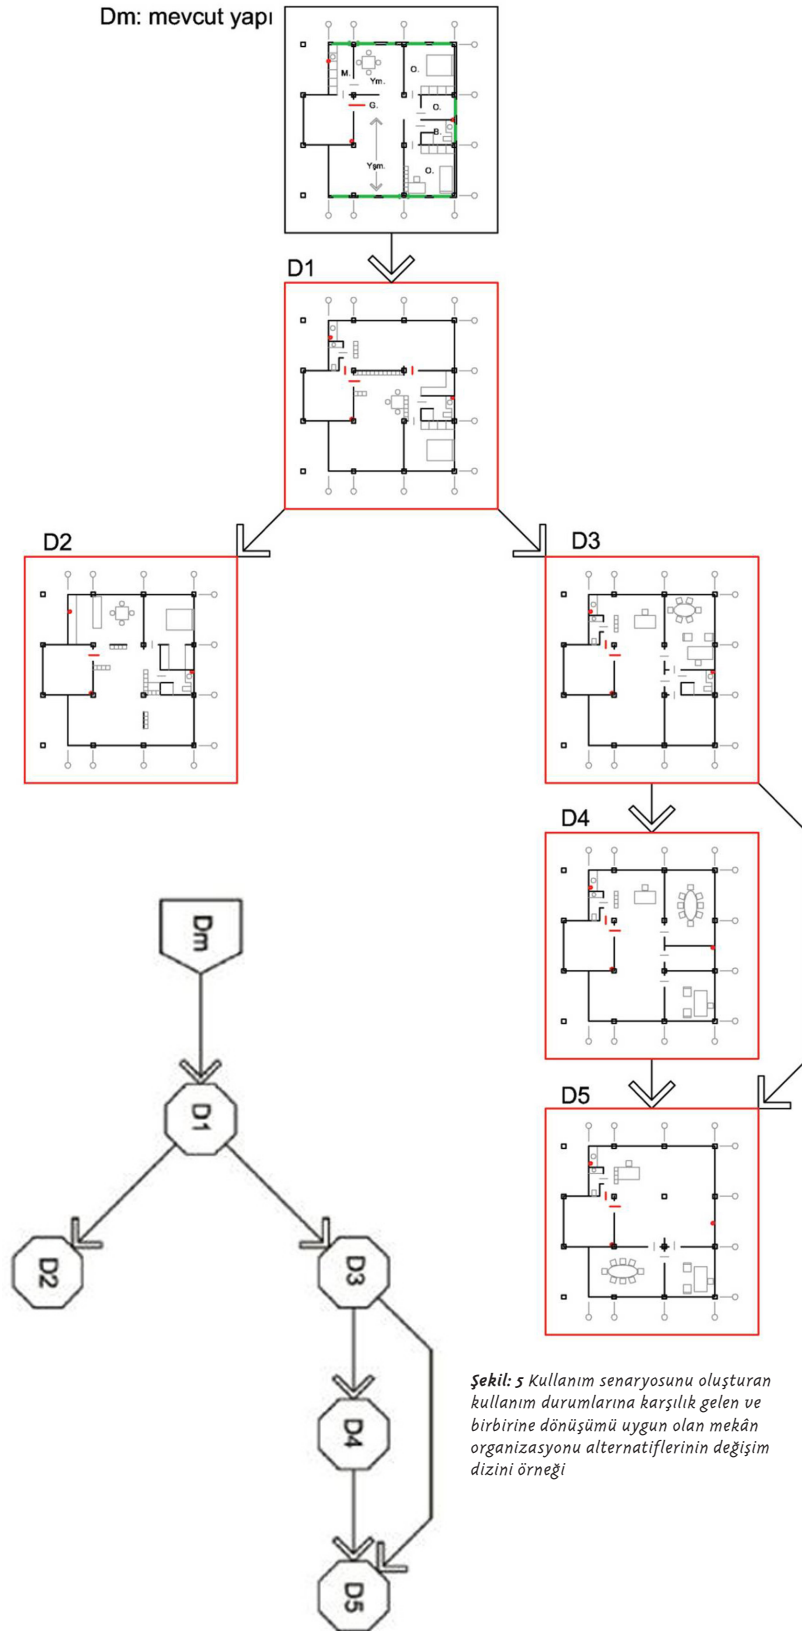 Dm: mevcut yapı
M.
Ym.
O.
G.
O.
B.
Yşm.
O.
D1
D2
D3
D4
D5
Dm
D1
D2
D3
D4
D5
Şekil: 5 Kullanım senaryosunu oluşturan
kullanım durumlarına karşılık gelen ve
birbirine dönüşümü uygun olan mekân
organizasyonu alternatiflerinin değişim
dizini örneği